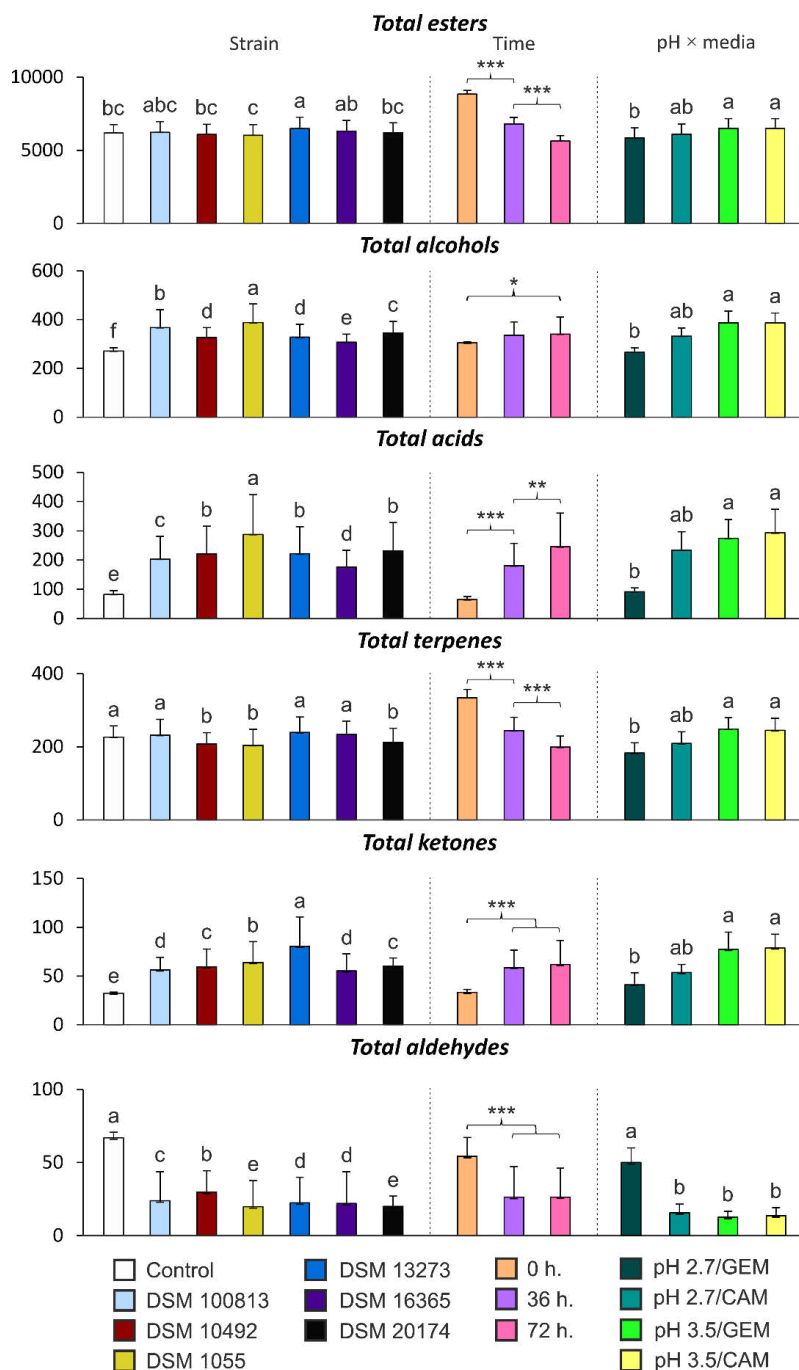 Total esters
Strain Time pH × media
10000
5000
0
bc abc bc c a ab bc
*** ***
b ab a a
Total alcohols
600
400
200
0
f b d a d e c
*
b ab a a
Total acids
500
400
300
200
100
0
e c b a b d b
*** **
b ab a a
Total terpenes
400
200
0
a a b b a a b
*** ***
b ab a a
Total ketones
150
100
50
0
e d c b a d c
***
b ab a a
Total aldehydes
100
50
0
a c b e d d e
***
a b b b
Control DSM 13273 0 h. pH 2.7/GEM
DSM 100813 DSM 16365 36 h. pH 2.7/CAM
DSM 10492 DSM 20174 72 h. pH 3.5/GEM
DSM 1055 pH 3.5/CAM